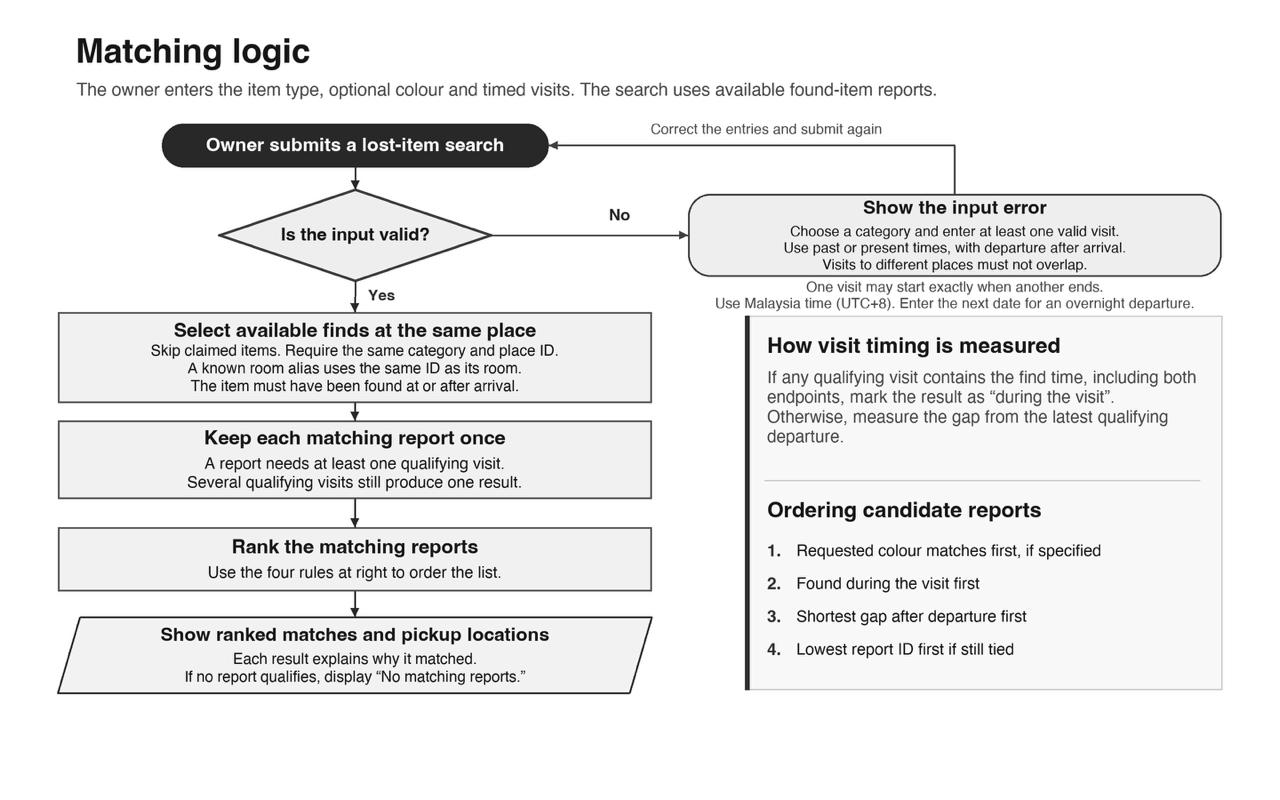 Matching logic
The owner enters the item type, optional colour and timed visits. The search uses available found-item reports.
Correct the entries and submit again
Owner submits a lost-item search
Is the input valid?
No
Show the input error
Choose a category and enter at least one valid visit.
Use past or present times, with departure after arrival.
Visits to different places must not overlap.
One visit may start exactly when another ends.
Use Malaysia time (UTC+8). Enter the next date for an overnight departure.
Yes
Select available finds at the same place
Skip claimed items. Require the same category and place ID.
A known room alias uses the same ID as its room.
The item must have been found at or after arrival.
Keep each matching report once
A report needs at least one qualifying visit.
Several qualifying visits still produce one result.
Rank the matching reports
Use the four rules at right to order the list.
Show ranked matches and pickup locations
Each result explains why it matched.
If no report qualifies, display “No matching reports.”
How visit timing is measured
If any qualifying visit contains the find time, including both
endpoints, mark the result as “during the visit”.
Otherwise, measure the gap from the latest qualifying
departure.
Ordering candidate reports
1. Requested colour matches first, if specified
2. Found during the visit first
3. Shortest gap after departure first
4. Lowest report ID first if still tied